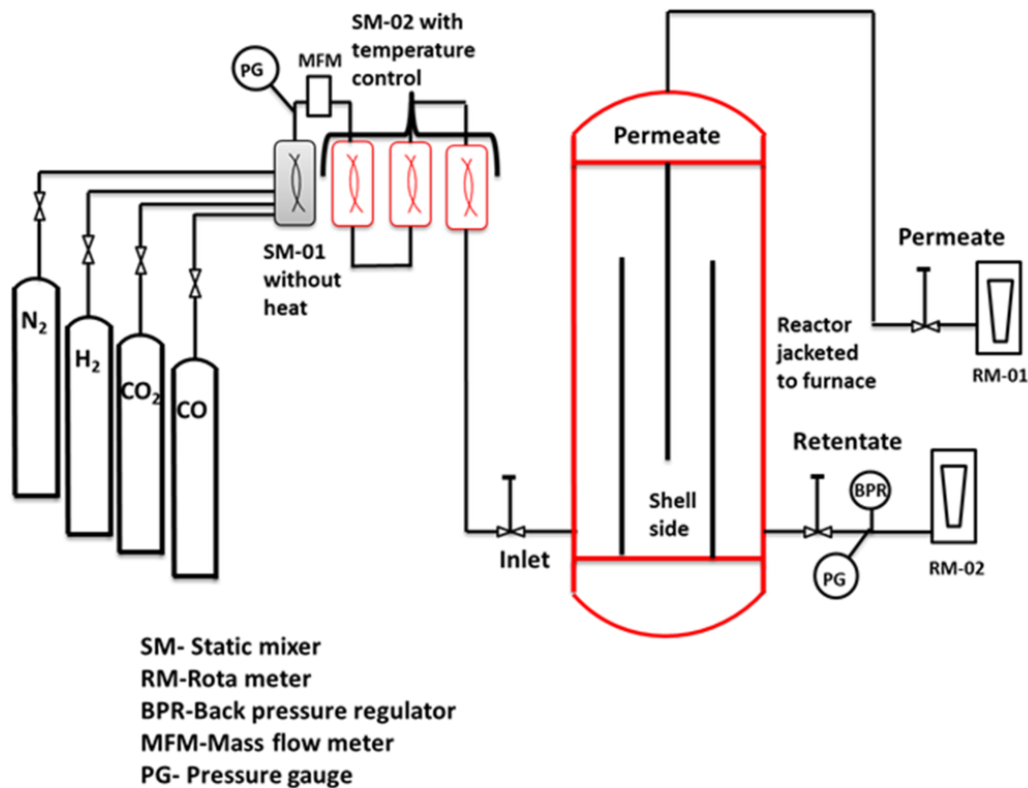 SM-02 with
temperature
control
MFM
PG
Permeate
SM-01
without
heat
N₂
H₂
CO₂
CO
Permeate
RM-01
Reactor
jacketed
to furnace
Retentate
BPR
PG
RM-02
Shell
side
Inlet
SM- Static mixer
RM-Rota meter
BPR-Back pressure regulator
MFM-Mass flow meter
PG- Pressure gauge